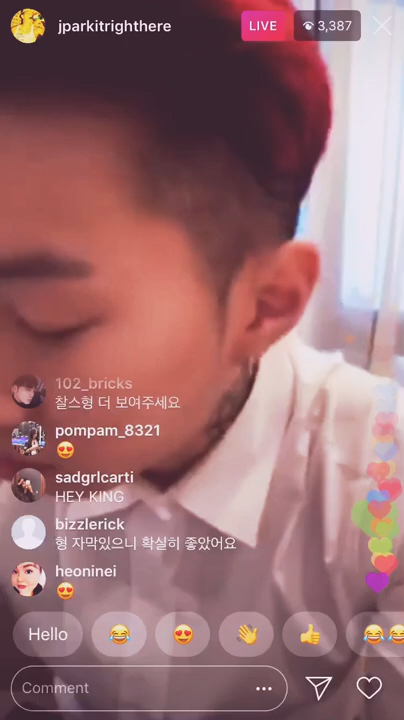 jparkitrighthere
LIVE
3,387
102_bricks
찰스형 더 보여주세요
pompam_8321
😍
sadgrlcarti
HEY KING
bizzlerick
형 자막있으니 확실히 좋았어요
heoninei
😍
Hello
Comment